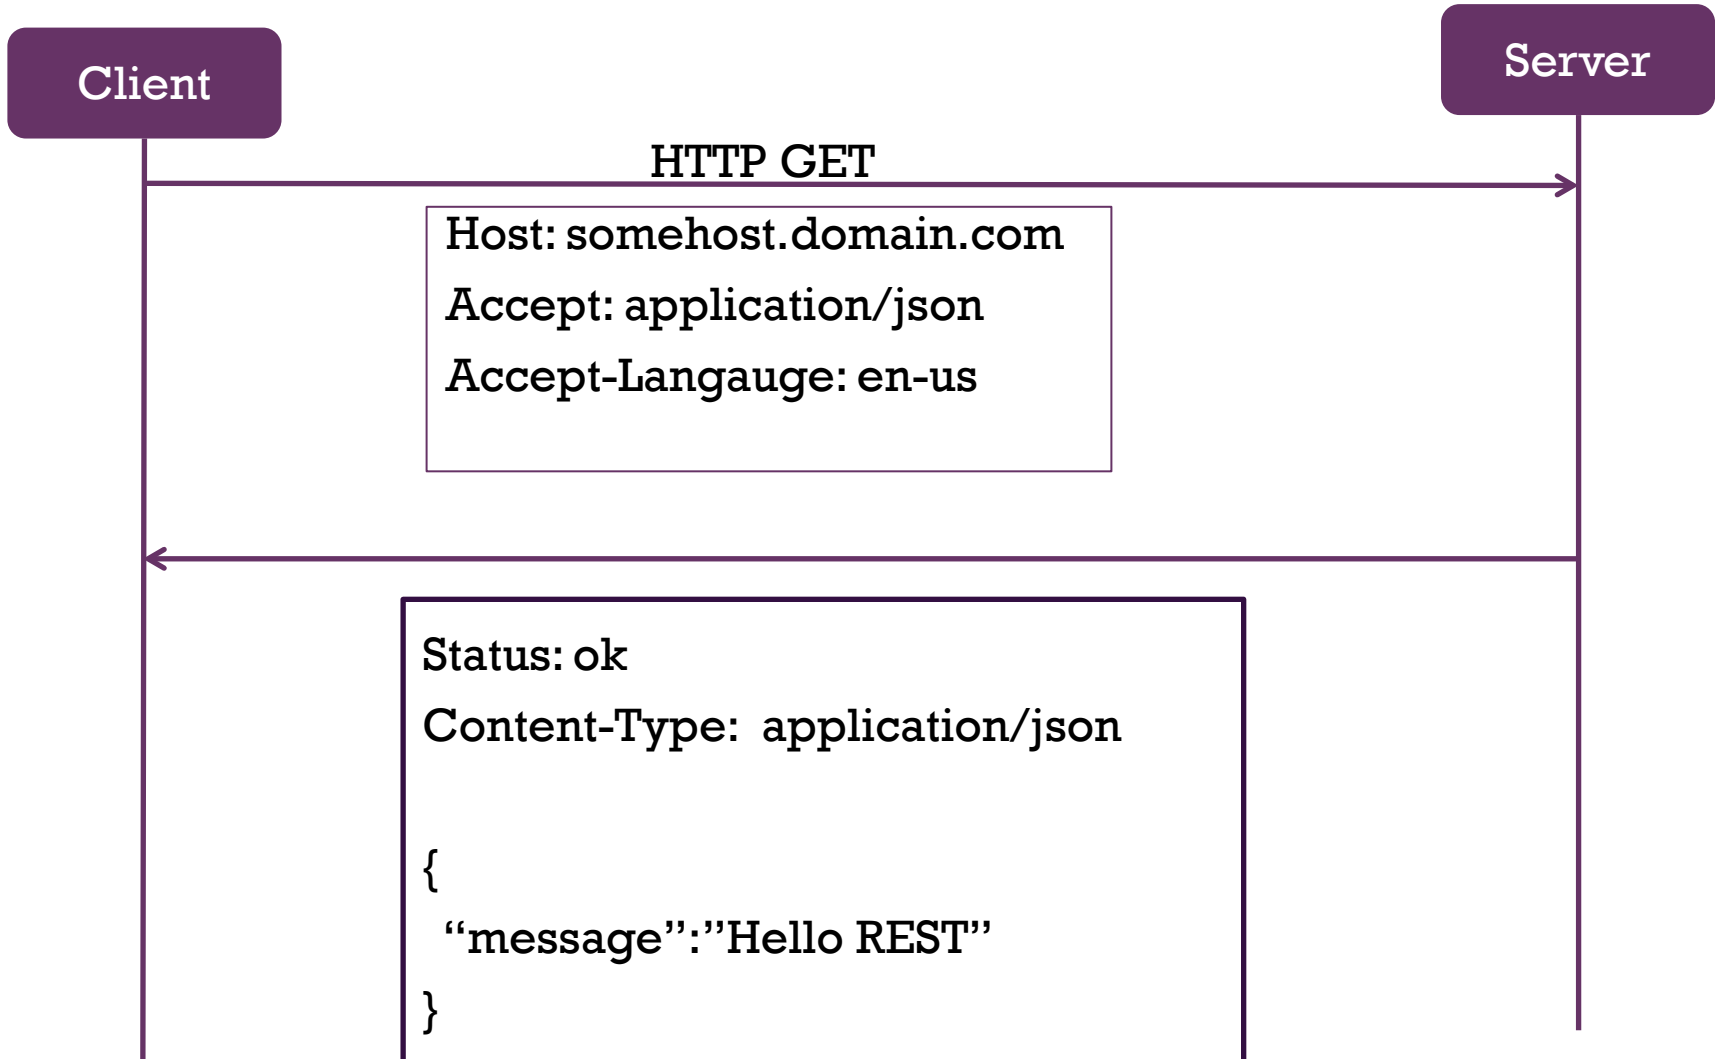 Client
Server
HTTP GET
Host: somehost.domain.com
Accept: application/json
Accept-Langauge: en-us
Status: ok
Content-Type:  application/json
{
“message”:”Hello REST”
}